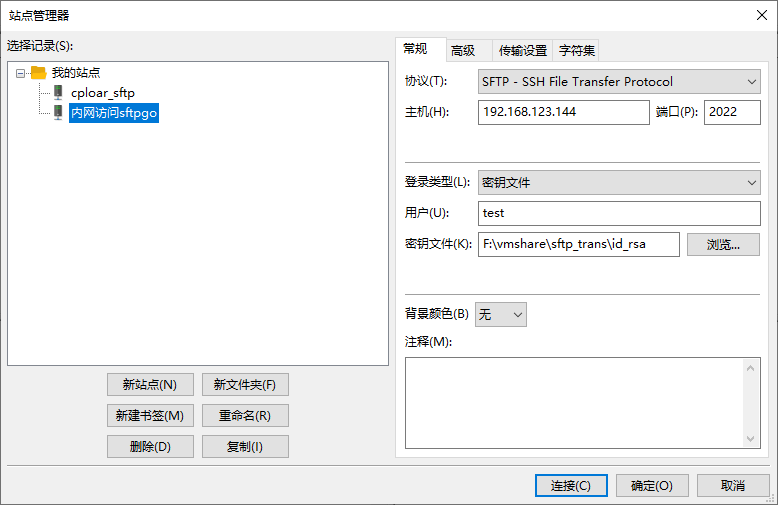 站点管理器
选择记录(S):
我的站点
cploar_sftp
内网访问sftpgo
新站点(N)
新文件夹(F)
新建书签(M)
重命名(R)
删除(D)
复制(I)
常规
高级
传输设置
字符集
协议(T):
SFTP - SSH File Transfer Protocol
主机(H):
192.168.123.144
端口(P):
2022
登录类型(L):
密钥文件
用户(U):
test
密钥文件(K):
F:\vmshare\sftp_trans\id_rsa
浏览...
背景颜色(B)
无
注释(M):
连接(C)
确定(O)
取消